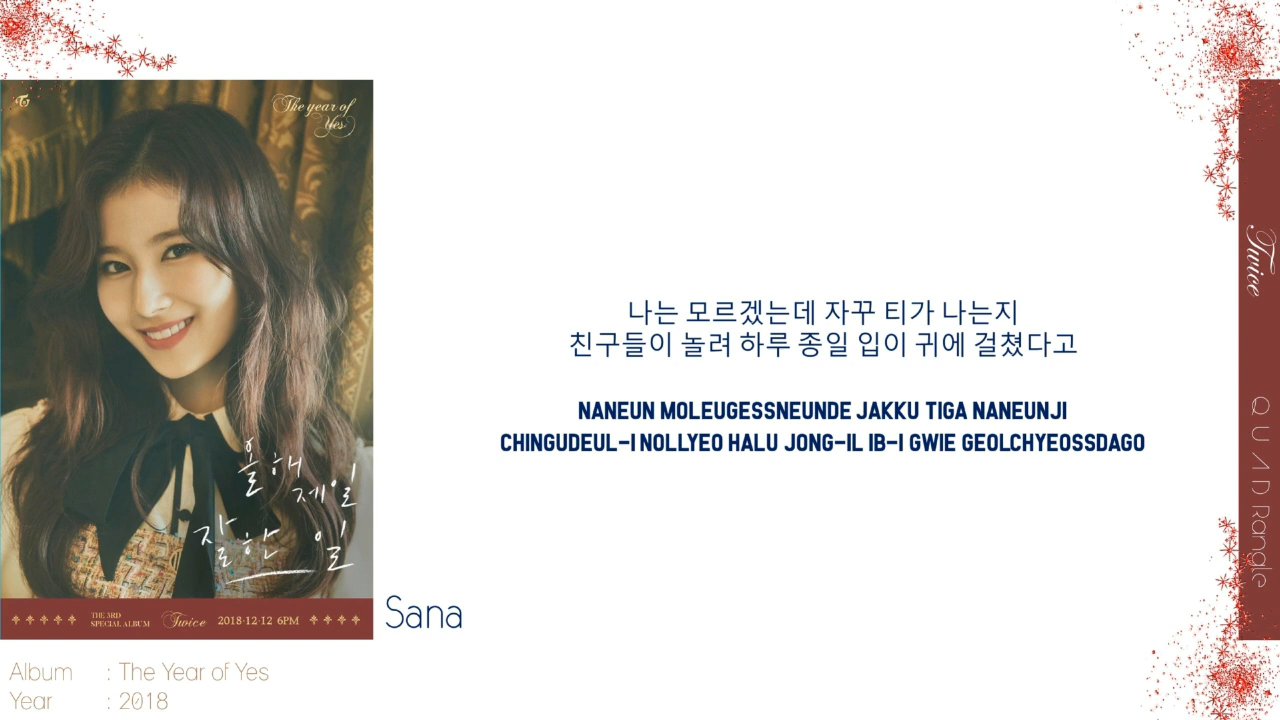 The year of
Yes
올해
제일
잘한 일
THE 3RD
SPECIAL ALBUM
Twice
2018·12·12 6PM
Sana
Album : The Year of Yes
Year : 2018
나는 모르겠는데 자꾸 티가 나는지
친구들이 놀려 하루 종일 입이 귀에 걸쳤다고
NANEUN MOLEUGESSNEUNDE JAKKU TIGA NANEUNJI
CHINGUDEUL-I NOLLYEO HALU JONG-IL IB-I GWIE GEOLCHYEOSSDAGO
Twice
QUADRangle